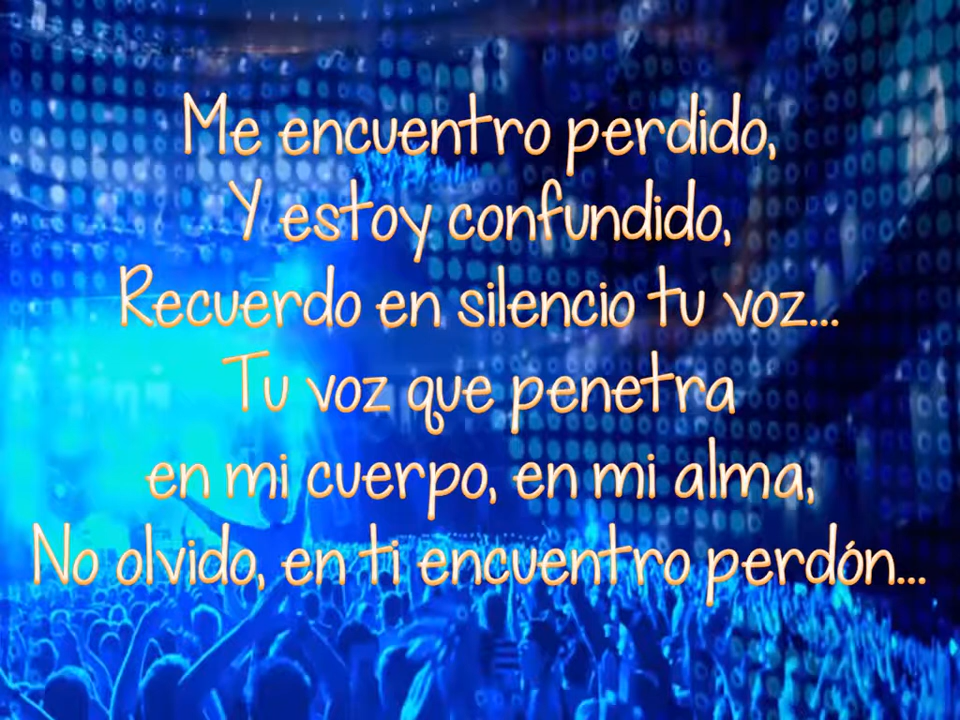 Me encuentro perdido,
Y estoy confundido,
Recuerdo en silencio tu voz...
Tu voz que penetra
en mi cuerpo, en mi alma,
No olvido, en ti encuentro perdón...